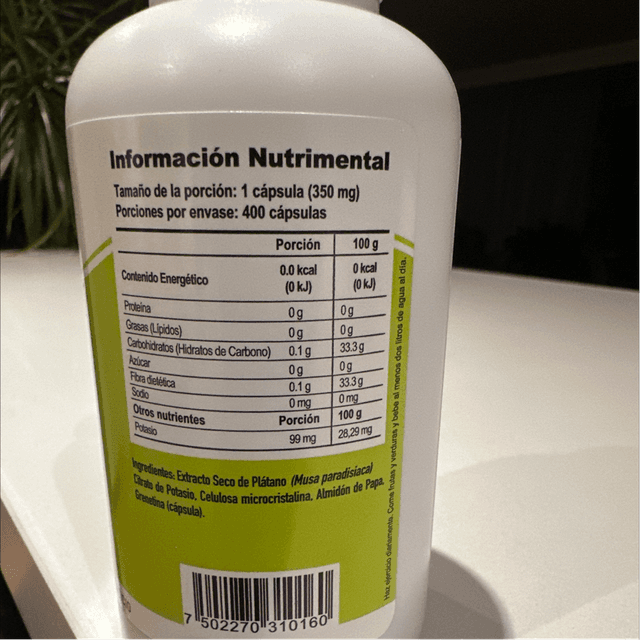 Información Nutrimental
Tamaño de la porción: 1 cápsula (350 mg)
Porciones por envase: 400 cápsulas
Porción 100 g
Contenido Energético 0.0 kcal (0 kJ) 0 kcal (0 kJ)
Proteína 0 g 0 g
Grasas (Lípidos) 0 g 0 g
Carbohidratos (Hidratos de Carbono) 0.1 g 33.3 g
Azúcar 0 g 0 g
Fibra dietética 0.1 g 33.3 g
Sodio 0 mg 0 mg
Otros nutrientes Porción 100 g
Potasio 99 mg 28,29 mg
Ingredientes: Extracto Seco de Plátano (Musa paradisiaca)
Citrato de Potasio, Celulosa microcristalina, Almidón de Papa,
Grenetina (cápsula).
7 502270 310160
Haz ejercicio diariamente. Come frutas y verduras y bebe al menos dos litros de agua al día.